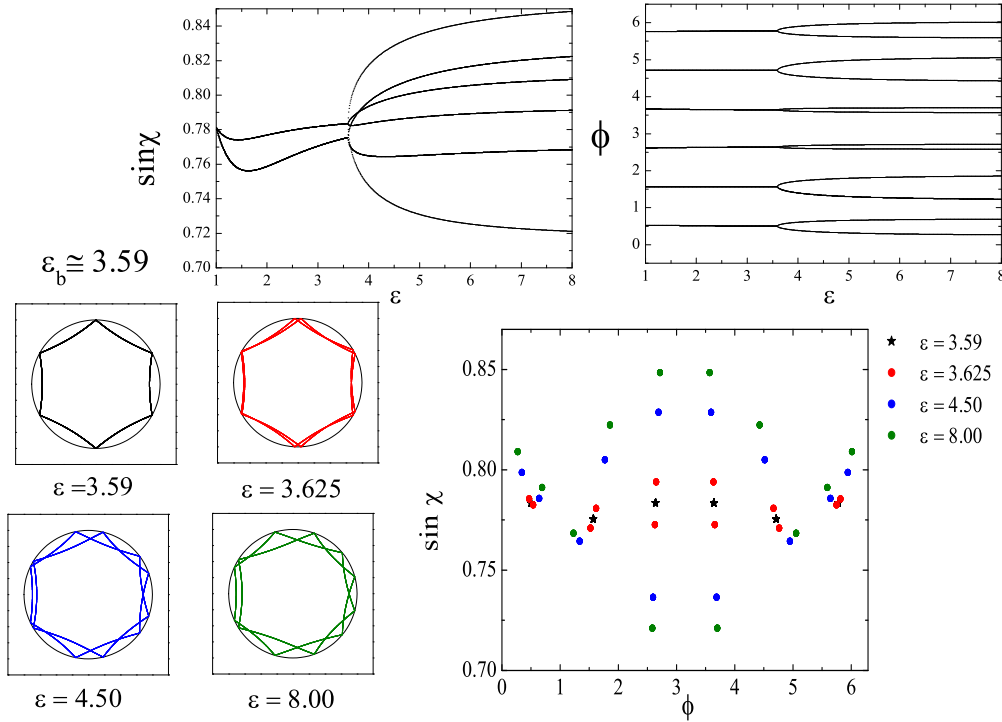 0.84
0.82
0.80
0.78
0.76
0.74
0.72
0.70
sinχ
1 2 3 4 5 6 7 8
ε
6
5
4
3
2
1
0
ϕ
1 2 3 4 5 6 7 8
ε
ε_b ≅ 3.59
ε=3.59
ε = 3.625
ε = 4.50
ε = 8.00
0.85
0.80
0.75
0.70
sin χ
0 1 2 3 4 5 6
ϕ
ε = 3.59
ε = 3.625
ε = 4.50
ε = 8.00